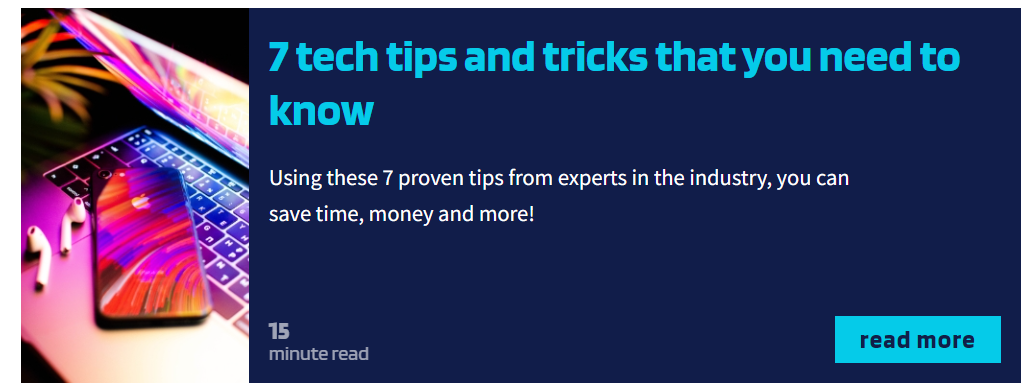 7 tech tips and tricks that you need to
know
Using these 7 proven tips from experts in the industry, you can
save time, money and more!
15
minute read
read more